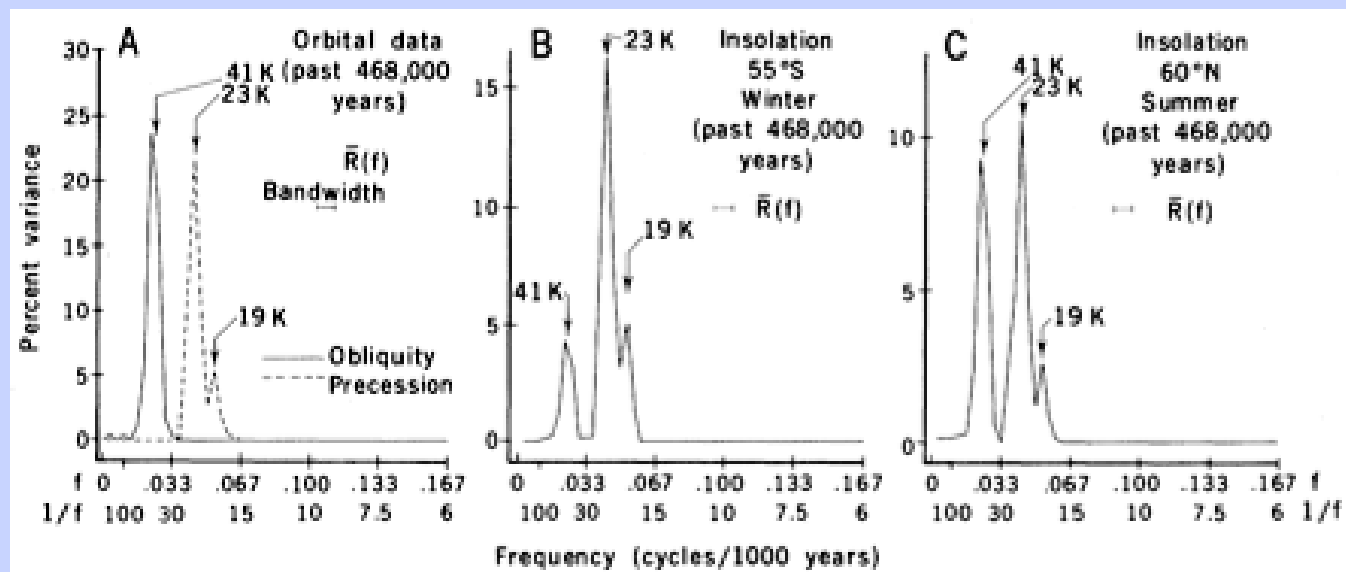 A
Orbital data
(past 468,000
years)
41 K
23 K
R̄(f)
Bandwidth
19 K
Obliquity
Precession
30
25
20
15
10
5
0
Percent variance
f 0 .033 .067 .100 .133 .167
1/f 100 30 15 10 7.5 6
B
23 K
Insolation
55°S
Winter
(past 468,000
years)
R̄(f)
19 K
41 K
15
10
5
0
0 .033 .067 .100 .133 .167
100 30 15 10 7.5 6
C
Insolation
60°N
Summer
(past 468,000
years)
41 K
23 K
R̄(f)
19 K
10
5
0
0 .033 .067 .100 .133 .167 f
100 30 15 10 7.5 6 1/f
Frequency (cycles/1000 years)